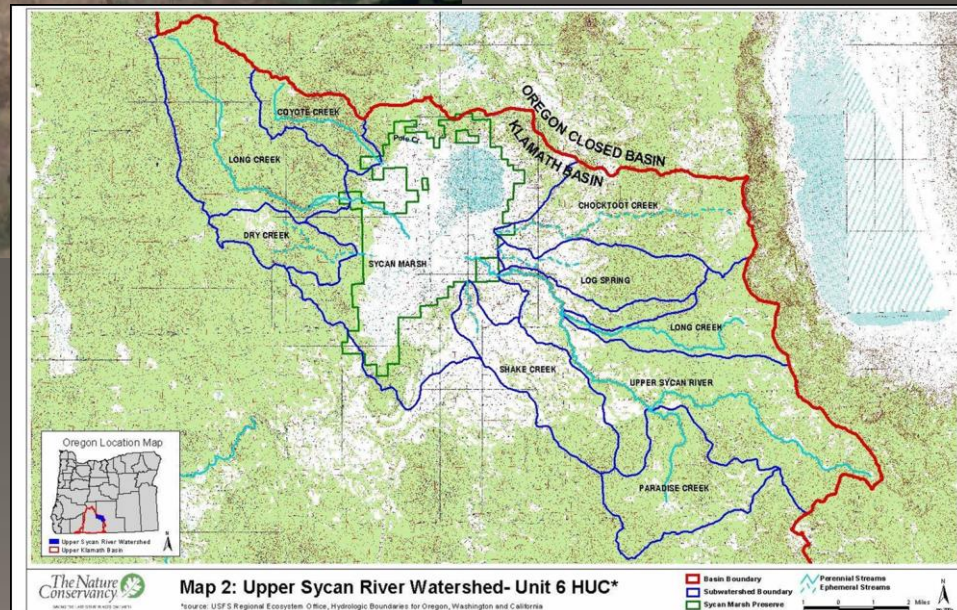 OREGON CLOSED BASIN
KLAMATH BASIN
COYOTE CREEK
Pole Cr.
LONG CREEK
CHOCKTOOT CREEK
DRY CREEK
SYCAN MARSH
LOG SPRING
LONG CREEK
SHAKE CREEK
UPPER SYCAN RIVER
PARADISE CREEK
Oregon Location Map
N
Upper Sycan River Watershed
Upper Klamath Basin
The Nature
Conservancy
Map 2: Upper Sycan River Watershed- Unit 6 HUC*
*source: USFS Regional Ecosystem Office, Hydrologic Boundaries for Oregon, Washington and California
Basin Boundary
Subwatershed Boundary
Sycan Marsh Preserve
Perennial Streams
Ephemeral Streams
N
0 1 2 Miles